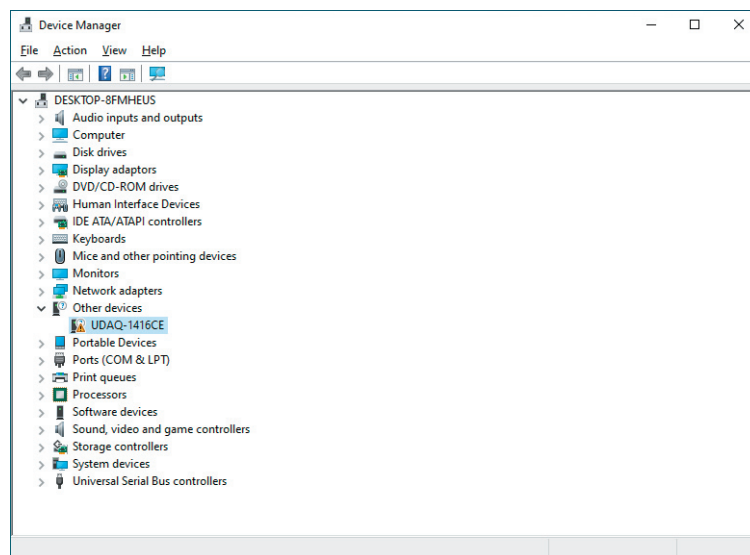 Device Manager
File Action View Help
DESKTOP-8FMHEUS
Audio inputs and outputs
Computer
Disk drives
Display adaptors
DVD/CD-ROM drives
Human Interface Devices
IDE ATA/ATAPI controllers
Keyboards
Mice and other pointing devices
Monitors
Network adapters
Other devices
UDAQ-1416CE
Portable Devices
Ports (COM & LPT)
Print queues
Processors
Software devices
Sound, video and game controllers
Storage controllers
System devices
Universal Serial Bus controllers